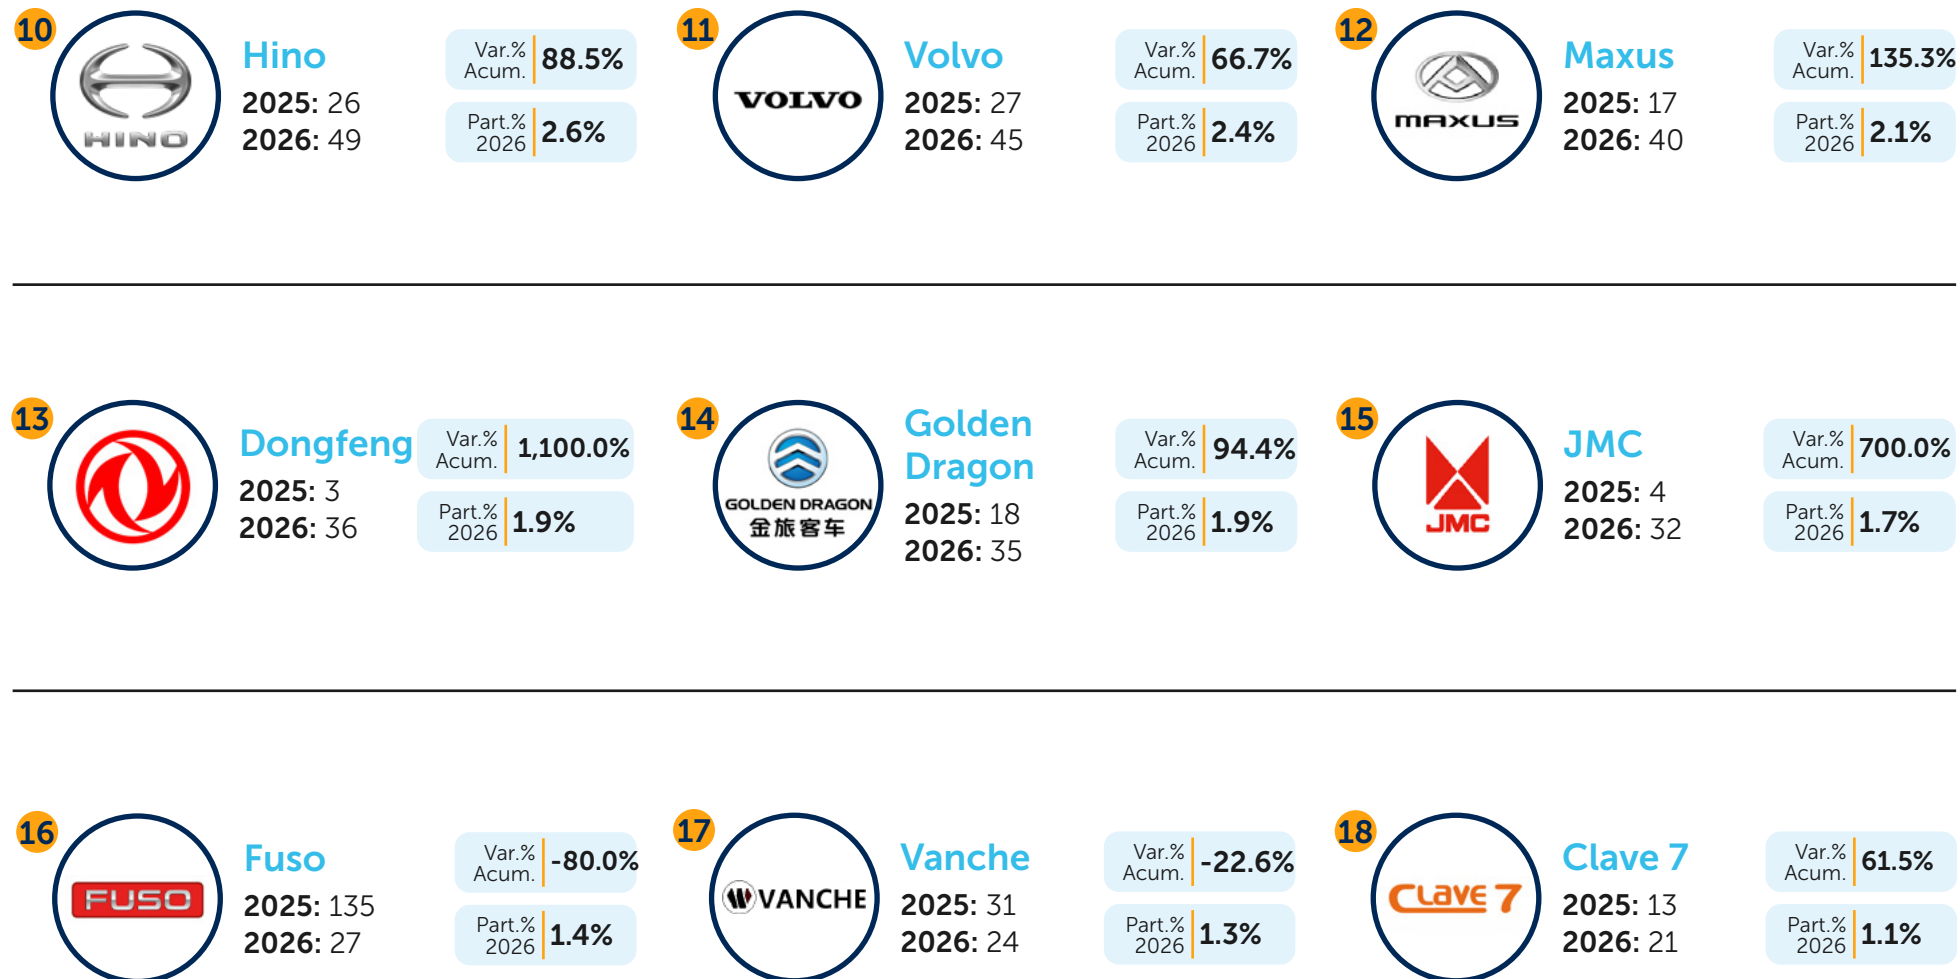 10
HINO
Hino
2025: 26
2026: 49
Var.%
Acum.
88.5%
Part.%
2026
2.6%
11
VOLVO
Volvo
2025: 27
2026: 45
Var.%
Acum.
66.7%
Part.%
2026
2.4%
12
MAXUS
Maxus
2025: 17
2026: 40
Var.%
Acum.
135.3%
Part.%
2026
2.1%
13
Dongfeng
2025: 3
2026: 36
Var.%
Acum.
1,100.0%
Part.%
2026
1.9%
14
GOLDEN DRAGON
金旅客车
Golden
Dragon
2025: 18
2026: 35
Var.%
Acum.
94.4%
Part.%
2026
1.9%
15
JMC
JMC
2025: 4
2026: 32
Var.%
Acum.
700.0%
Part.%
2026
1.7%
16
FUSO
Fuso
2025: 135
2026: 27
Var.%
Acum.
-80.0%
Part.%
2026
1.4%
17
VANCHE
Vanche
2025: 31
2026: 24
Var.%
Acum.
-22.6%
Part.%
2026
1.3%
18
CLAVE 7
Clave 7
2025: 13
2026: 21
Var.%
Acum.
61.5%
Part.%
2026
1.1%